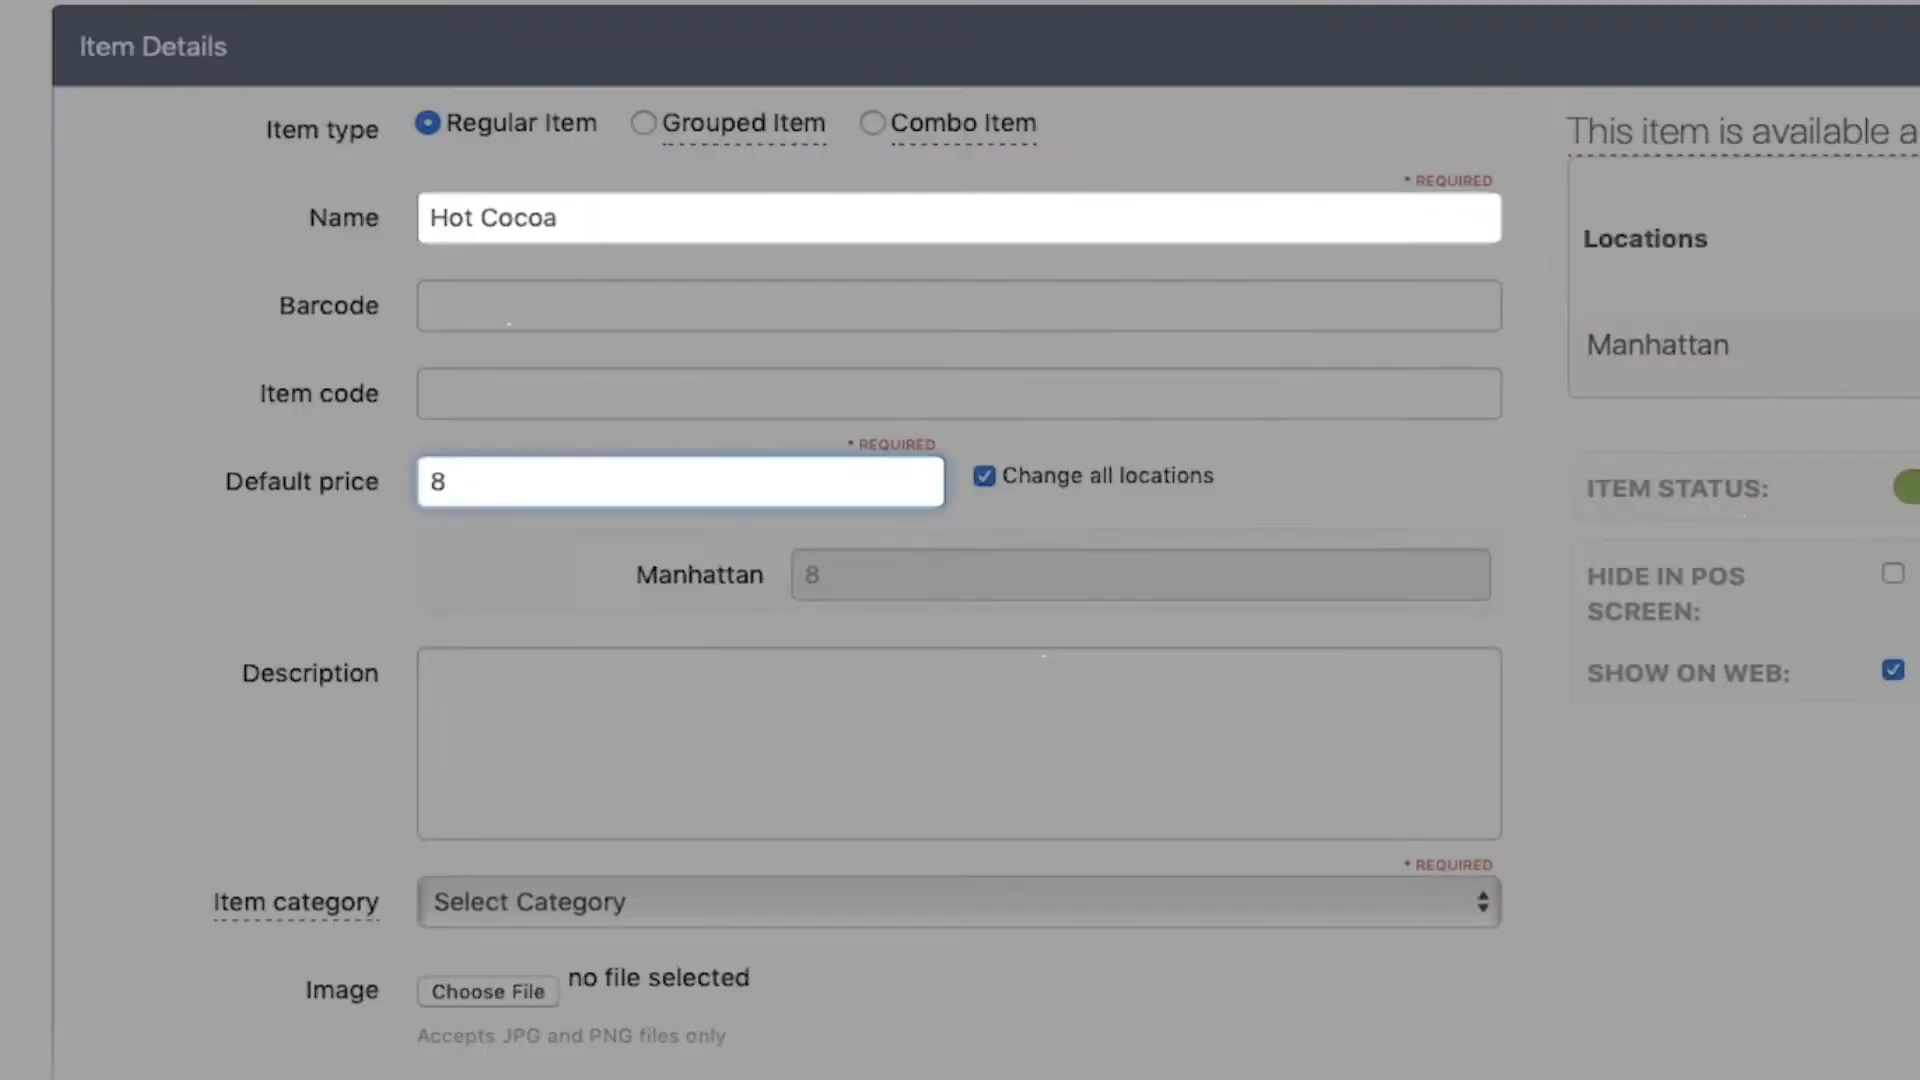 Item Details
Item type Regular Item Grouped Item Combo Item
This item is available a
* REQUIRED
Name Hot Cocoa
Locations
Barcode
Manhattan
Item code
* REQUIRED
Default price 8 Change all locations
ITEM STATUS:
Manhattan 8
HIDE IN POS
SCREEN:
Description
SHOW ON WEB:
* REQUIRED
Item category Select Category
Image Choose File no file selected
Accepts JPG and PNG files only